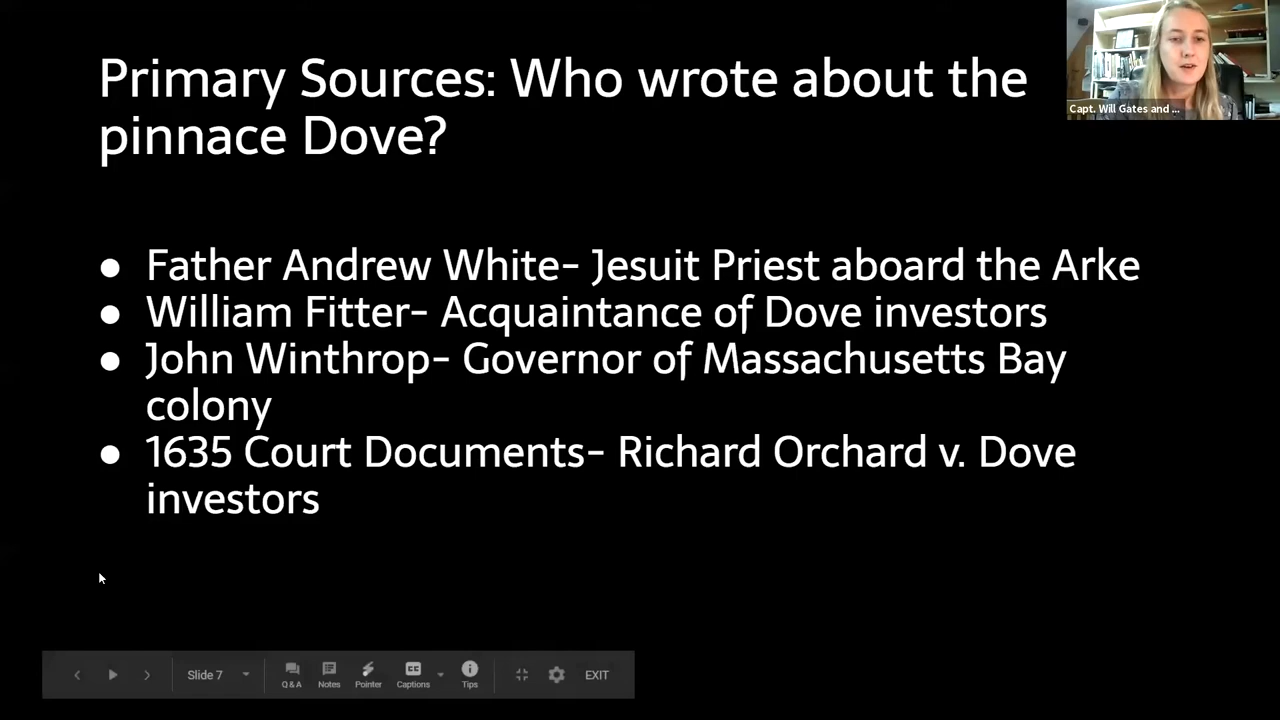 Primary Sources: Who wrote about the
pinnace Dove?
Capt. Will Gates and ...
● Father Andrew White- Jesuit Priest aboard the Arke
● William Fitter- Acquaintance of Dove investors
● John Winthrop- Governor of Massachusetts Bay
colony
● 1635 Court Documents- Richard Orchard v. Dove
investors
Slide 7
Q & A
Notes
Pointer
CC
Captions
Tips
EXIT